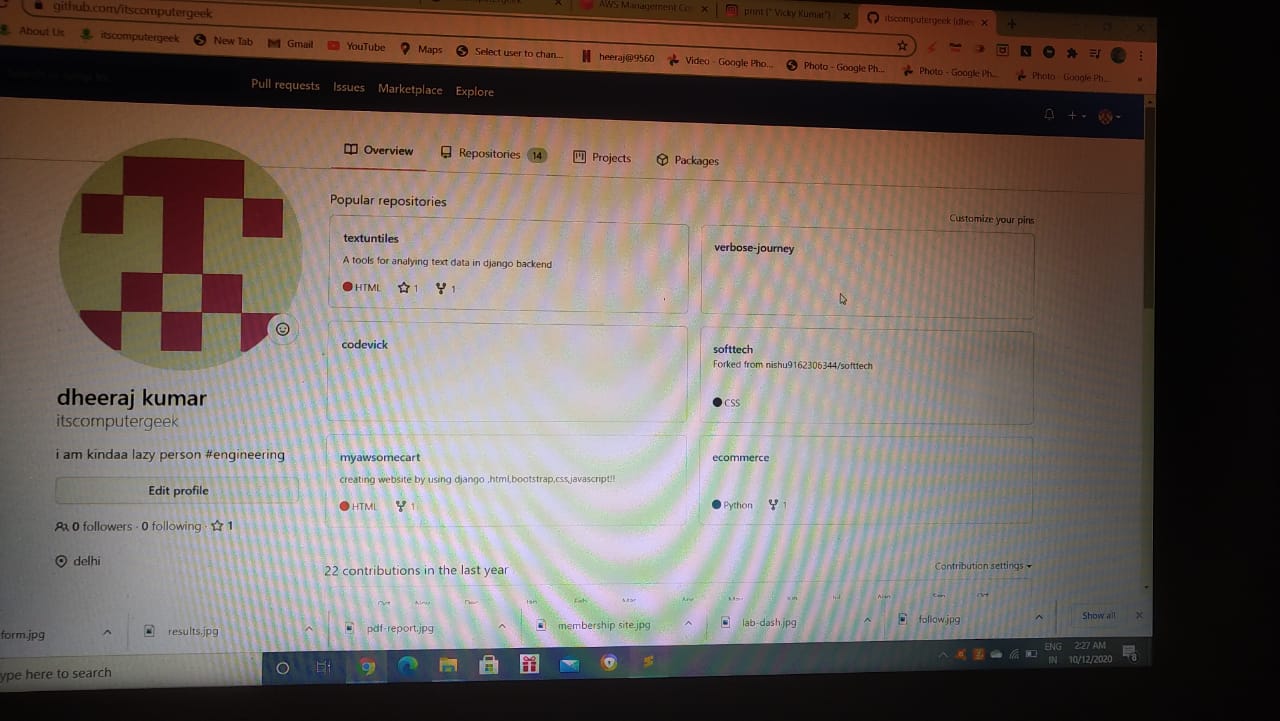 AWS Management Co
print (" Vicky Kumar")
itscomputergeek (dhee
github.com/itscomputergeek
About Us
itscomputergeek
New Tab
Gmail
YouTube
Maps
Select user to chan...
heeraj@9560
Video - Google Pho...
Photo - Google Ph...
Photo - Google Ph...
Photo - Google Ph...
»
Pull requests
Issues
Marketplace
Explore
Overview
Repositories 14
Projects
Packages
Popular repositories
Customize your pins
textuntiles
A tools for analying text data in django backend
HTML 1 1
verbose-journey
codevick
softtech
Forked from nishu9162306344/softtech
CSS
myawsomecart
creating website by using django ,html,bootstrap,css,javascript!!
HTML 1
ecommerce
Python 1
dheeraj kumar
itscomputergeek
i am kindaa lazy person #engineering
Edit profile
0 followers · 0 following · 1
delhi
22 contributions in the last year
Contribution settings
form.jpg
results.jpg
pdf-report.jpg
membership site.jpg
lab-dash.jpg
follow.jpg
Show all
ype here to search
ENG
IN
2:27 AM
10/12/2020